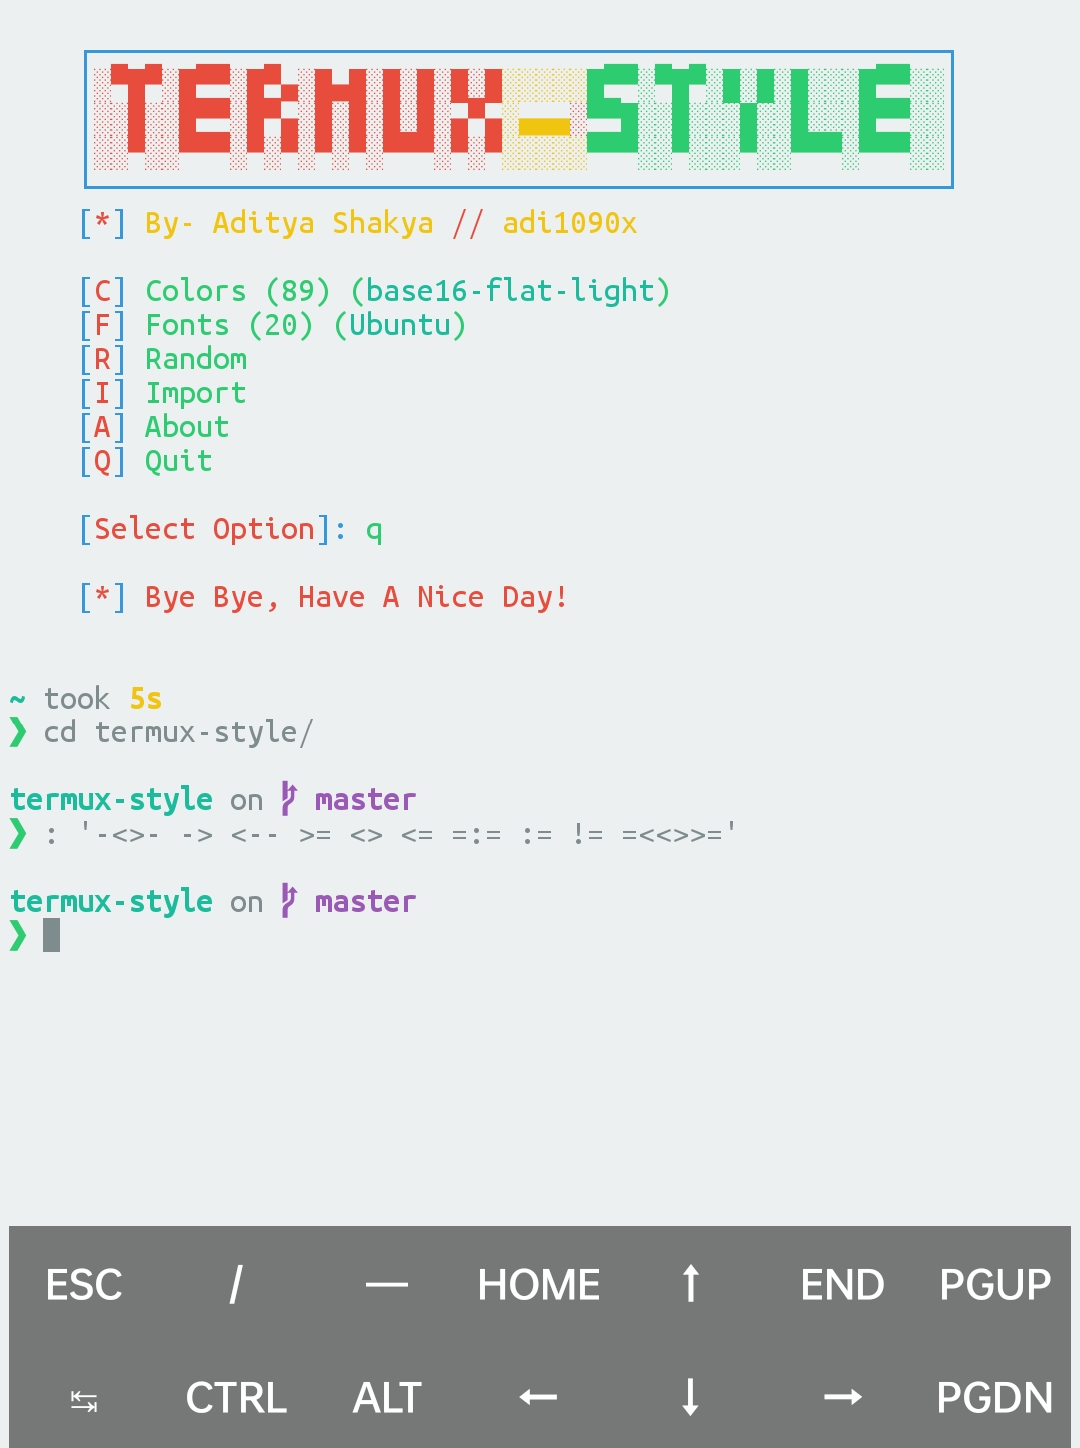 TERMUX-STYLE
[*] By- Aditya Shakya // adi1090x
[C] Colors (89) (base16-flat-light)
[F] Fonts (20) (Ubuntu)
[R] Random
[I] Import
[A] About
[Q] Quit
[Select Option]: q
[*] Bye Bye, Have A Nice Day!
~ took 5s
❯ cd termux-style/
termux-style on  master
❯ : '-<>- -> <-- >= <> <= =:= := != =<<>>='
termux-style on  master
❯
ESC / — HOME ↑ END PGUP
↹ CTRL ALT ← ↓ → PGDN